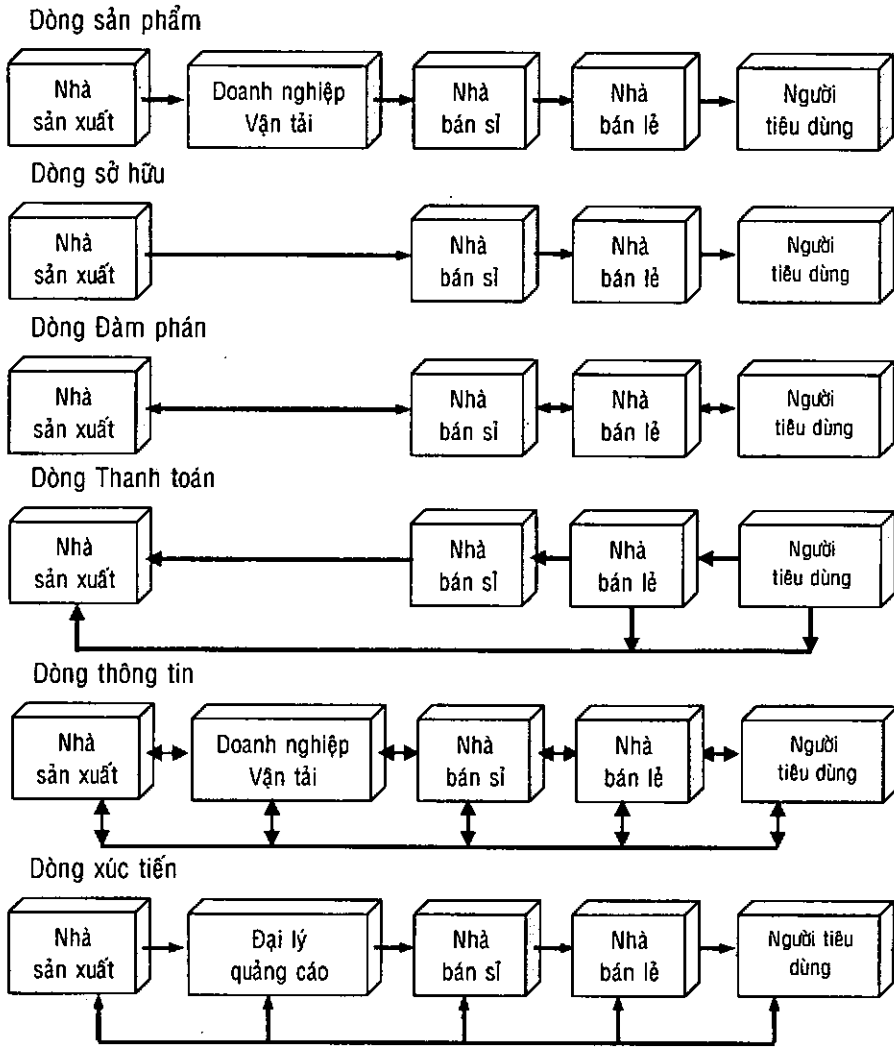 Dòng sản phẩm
Nhà
sản xuất
Doanh nghiệp
Vận tải
Nhà
bán sỉ
Nhà
bán lẻ
Người
tiêu dùng
Dòng sở hữu
Nhà
sản xuất
Nhà
bán sỉ
Nhà
bán lẻ
Người
tiêu dùng
Dòng Đàm phán
Nhà
sản xuất
Nhà
bán sỉ
Nhà
bán lẻ
Người
tiêu dùng
Dòng Thanh toán
Nhà
sản xuất
Nhà
bán sỉ
Nhà
bán lẻ
Người
tiêu dùng
Dòng thông tin
Nhà
sản xuất
Doanh nghiệp
Vận tải
Nhà
bán sỉ
Nhà
bán lẻ
Người
tiêu dùng
Dòng xúc tiến
Nhà
sản xuất
Đại lý
quảng cáo
Nhà
bán sỉ
Nhà
bán lẻ
Người tiêu
dùng